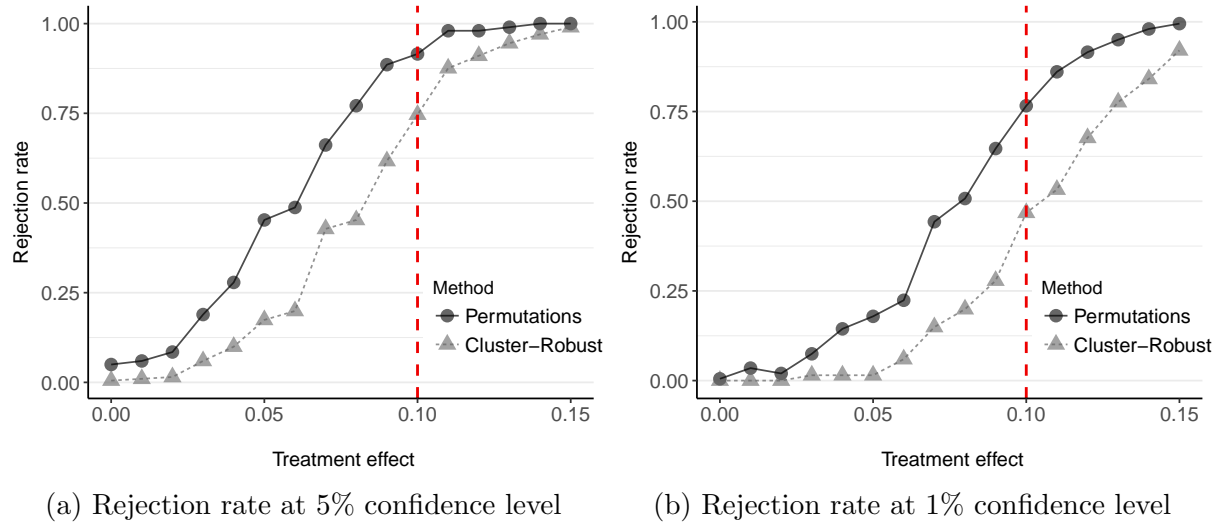 1.00
0.75
0.50
0.25
0.00
Rejection rate
Method
Permutations
Cluster−Robust
0.00
0.05
0.10
0.15
Treatment effect
(a) Rejection rate at 5% confidence level
1.00
0.75
0.50
0.25
0.00
Rejection rate
Method
Permutations
Cluster−Robust
0.00
0.05
0.10
0.15
Treatment effect
(b) Rejection rate at 1% confidence level